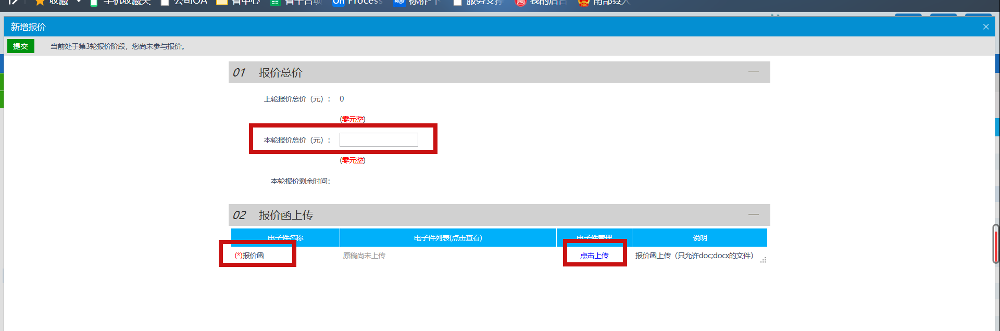 收藏 手机收藏夹 公司OA 省中心 省平台项 On Process 标桥-下 服务支撑 我的后台 南部县人
新增报价
提交 当前处于第3轮报价阶段，您尚未参与报价。
01 报价总价
上轮报价总价（元）： 0
(零元整)
本轮报价总价（元）：
(零元整)
本轮报价剩余时间：
02 报价函上传
电子件名称 电子件列表(点击查看) 电子件管理 说明
(*)报价函 原稿尚未上传 点击上传 报价函上传（只允许doc;docx的文件）